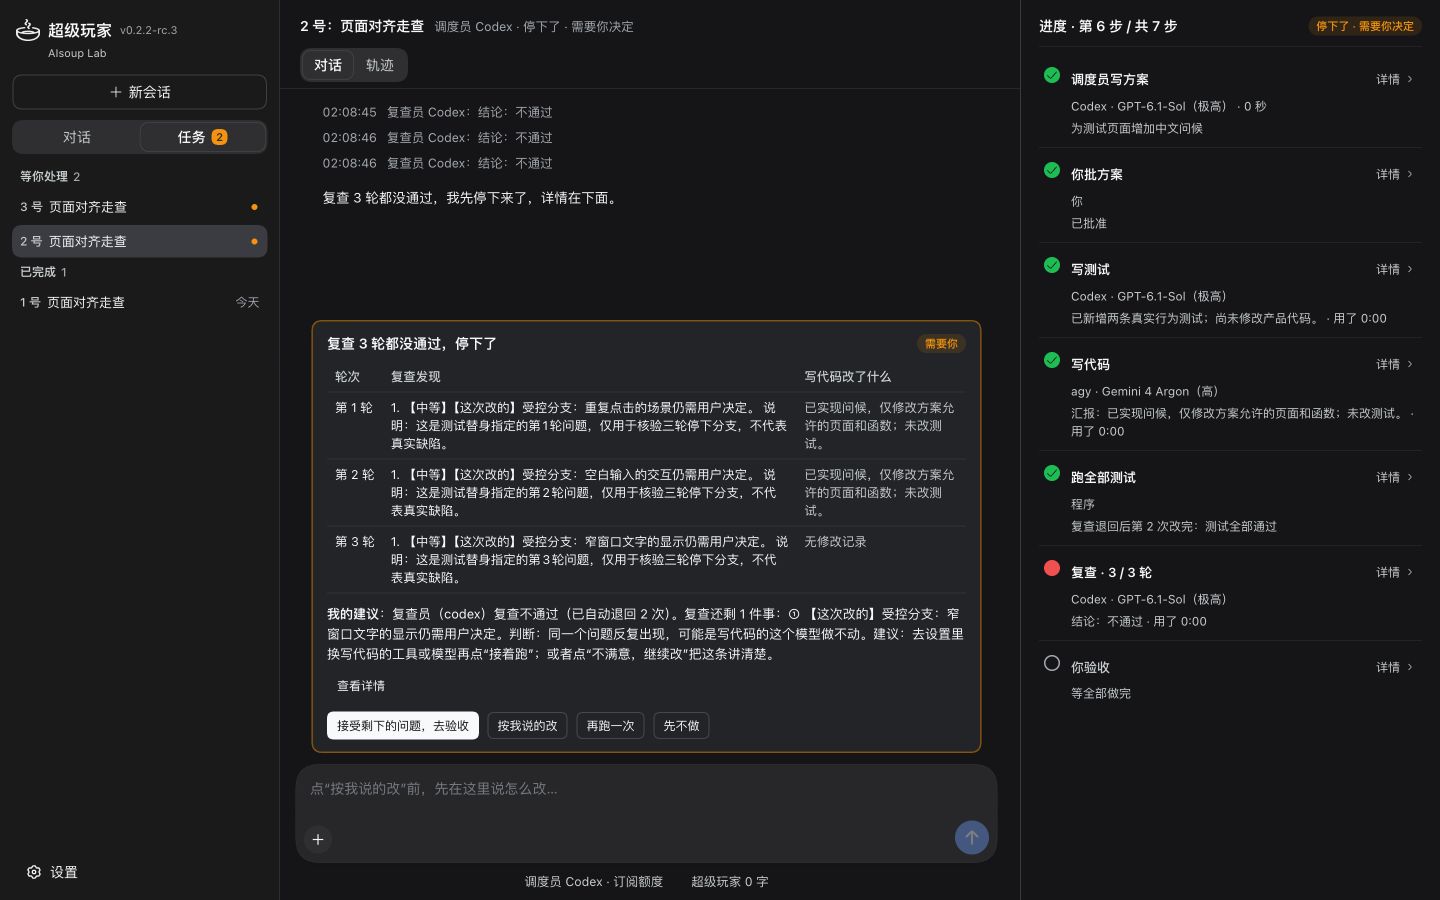 超级玩家 v0.2.2-rc.3
AIsoup Lab
新会话
对话
任务 2
等你处理 2
3 号 页面对齐走查
2 号 页面对齐走查
已完成 1
1 号 页面对齐走查 今天
设置
2 号：页面对齐走查 调度员 Codex · 停下了 · 需要你决定
对话 轨迹
02:08:45 复查员 Codex：结论：不通过
02:08:46 复查员 Codex：结论：不通过
02:08:46 复查员 Codex：结论：不通过
复查 3 轮都没通过，我先停下来了，详情在下面。
复查 3 轮都没通过，停下了 需要你
轮次 复查发现 写代码改了什么
第 1 轮
1. 【中等】【这次改的】受控分支：重复点击的场景仍需用户决定。 说
明：这是测试替身指定的第1轮问题，仅用于核验三轮停下分支，不代表
真实缺陷。
已实现问候，仅修改方案允
许的页面和函数；未改测
试。
第 2 轮
1. 【中等】【这次改的】受控分支：空白输入的交互仍需用户决定。 说
明：这是测试替身指定的第2轮问题，仅用于核验三轮停下分支，不代
表真实缺陷。
已实现问候，仅修改方案允
许的页面和函数；未改测
试。
第 3 轮
1. 【中等】【这次改的】受控分支：窄窗口文字的显示仍需用户决定。 说
明：这是测试替身指定的第3轮问题，仅用于核验三轮停下分支，不代
表真实缺陷。
无修改记录
我的建议：复查员（codex）复查不通过（已自动退回 2 次）。复查还剩 1 件事：① 【这次改的】受控分支：窄
窗口文字的显示仍需用户决定。判断：同一个问题反复出现，可能是写代码的这个模型做不动。建议：去设置里
换写代码的工具或模型再点“接着跑”；或者点“不满意，继续改”把这条讲清楚。
查看详情
接受剩下的问题，去验收 按我说的改 再跑一次 先不做
点“按我说的改”前，先在这里说怎么改...
调度员 Codex · 订阅额度 超级玩家 0 字
进度 · 第 6 步 / 共 7 步 停下了 · 需要你决定
调度员写方案 详情
Codex · GPT-6.1-Sol（极高） · 0 秒
为测试页面增加中文问候
你批方案 详情
你
已批准
写测试 详情
Codex · GPT-6.1-Sol（极高）
已新增两条真实行为测试；尚未修改产品代码。 · 用了 0:00
写代码 详情
agy · Gemini 4 Argon（高）
汇报：已实现问候，仅修改方案允许的页面和函数；未改测试。 ·
用了 0:00
跑全部测试 详情
程序
复查退回后第 2 次改完：测试全部通过
复查 · 3 / 3 轮 详情
Codex · GPT-6.1-Sol（极高）
结论：不通过 · 用了 0:00
你验收 详情
等全部做完